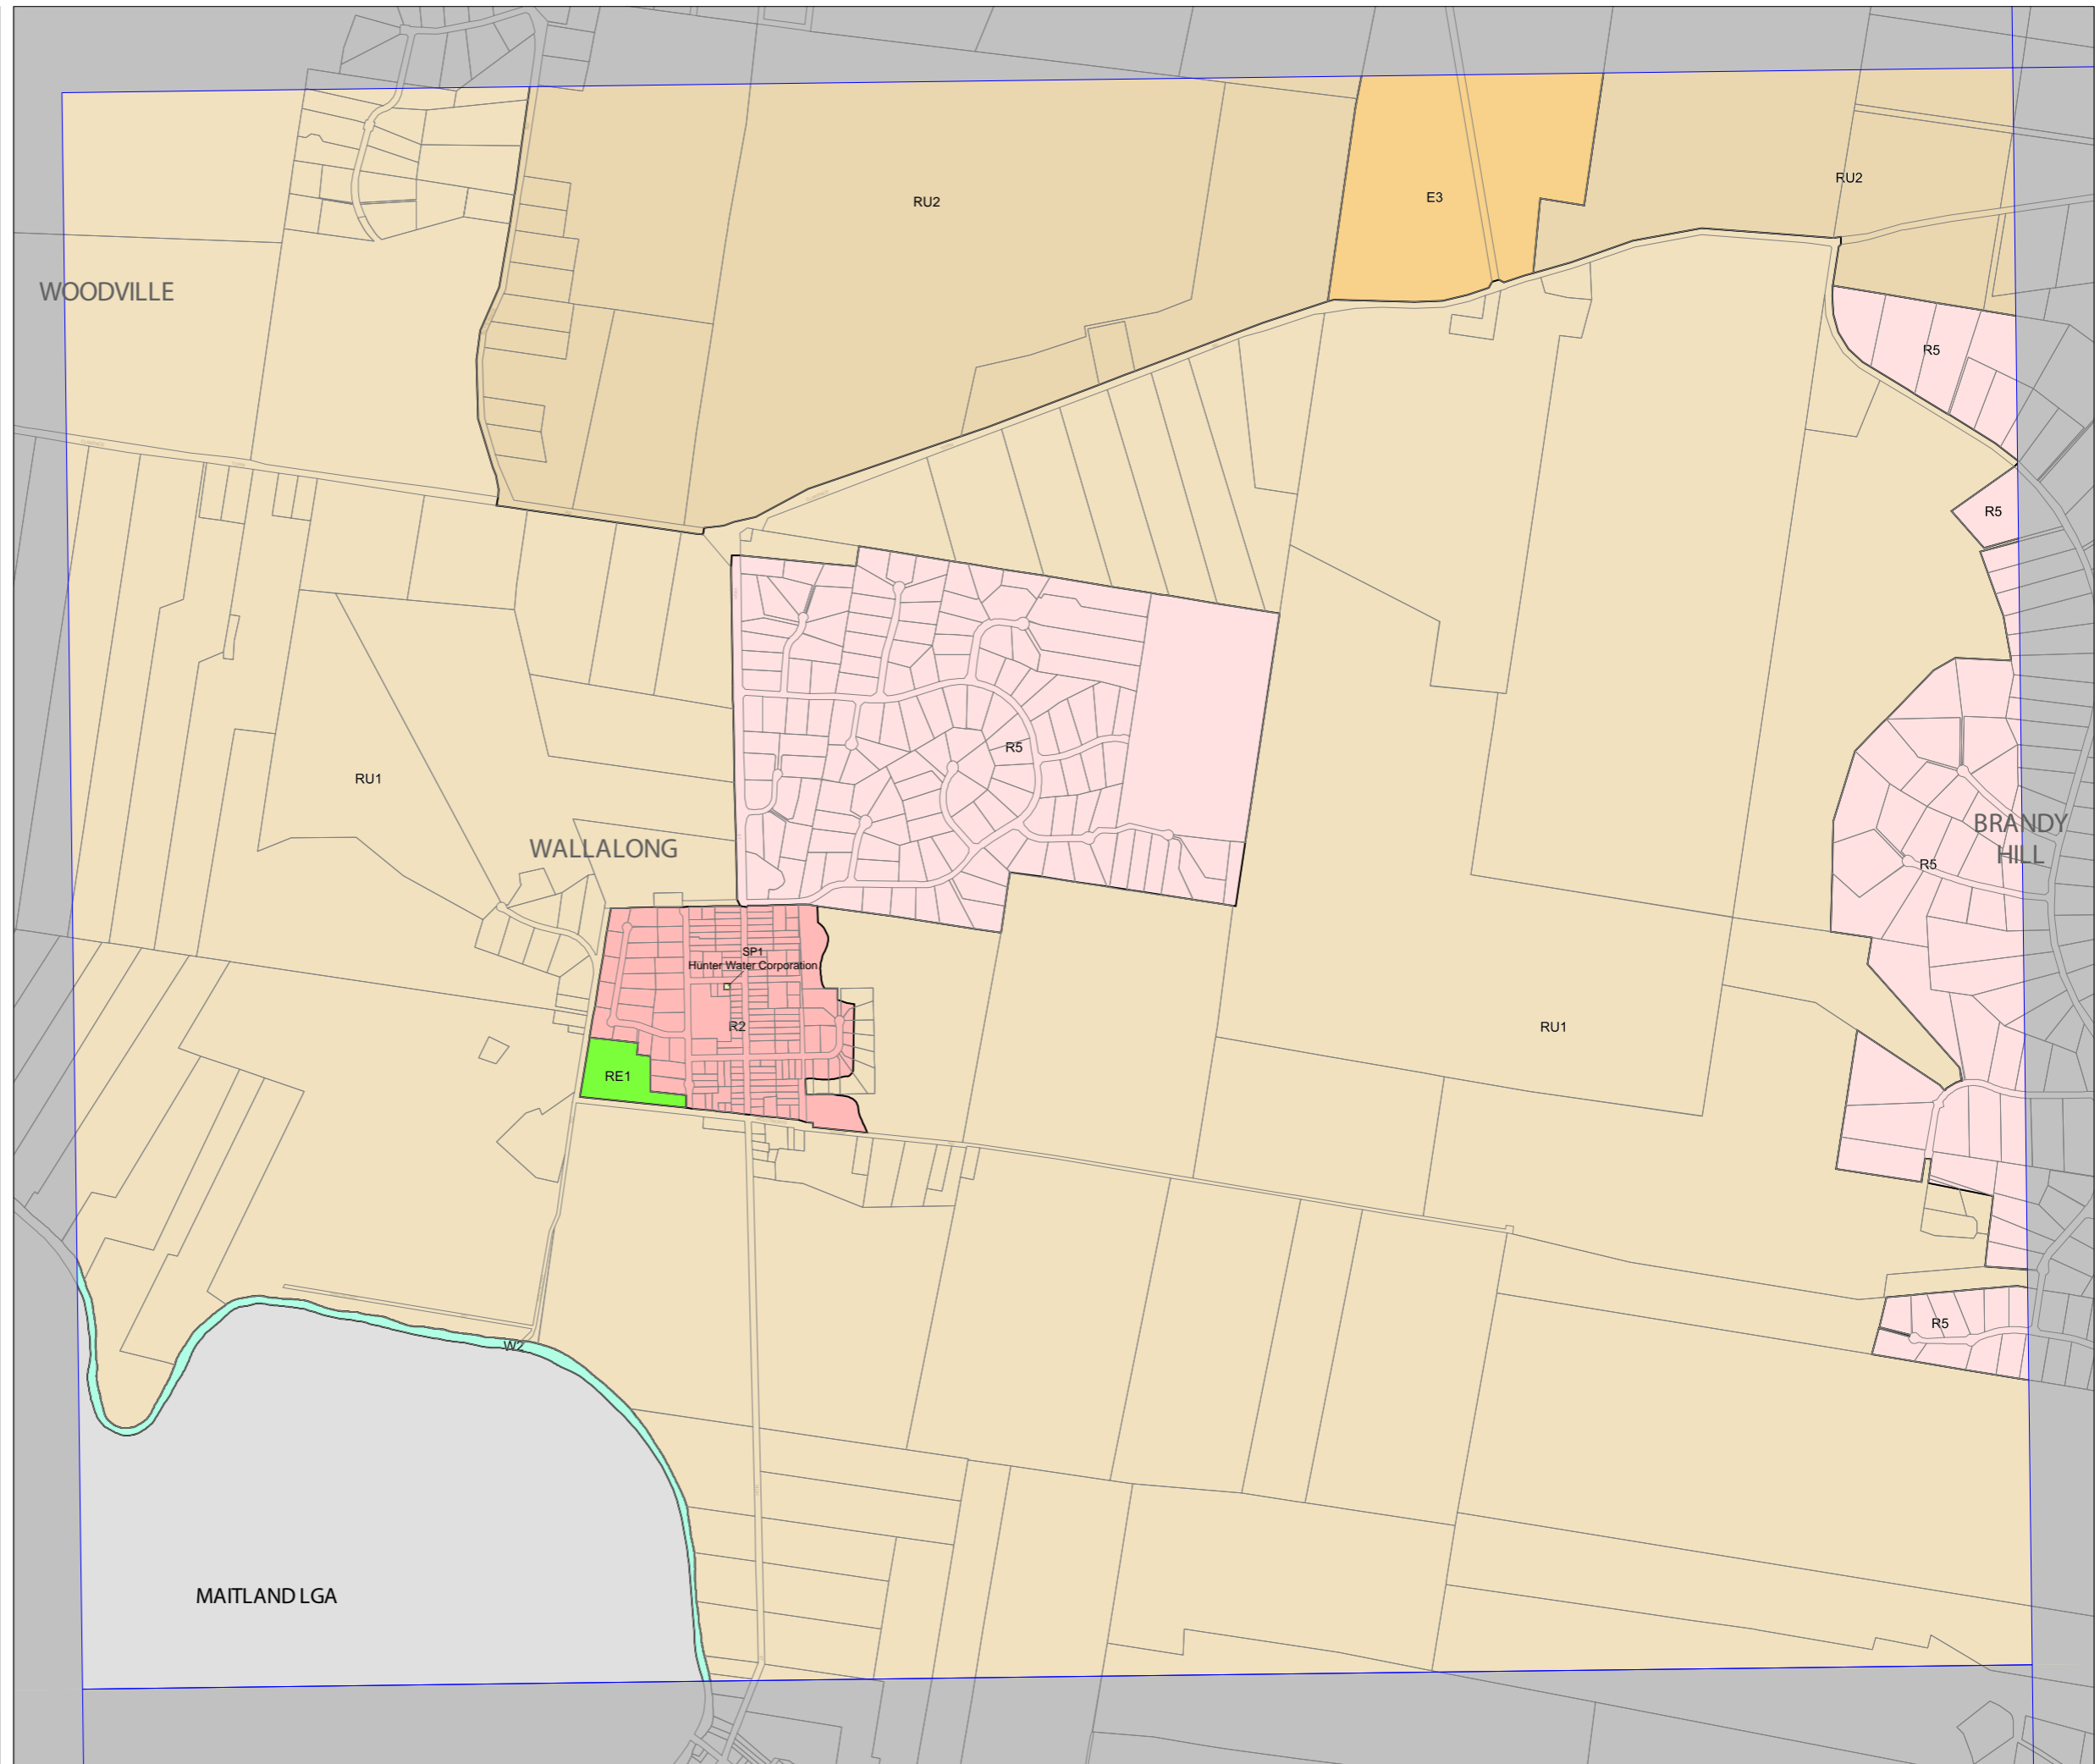 RU2
E3
RU2
WOODVILLE
R5
R5
R5
RU1
WALLALONG
BRANDY
HILL
R5
SP1
Hunter Water Corporation
R2
RU1
RE1
R5
W2
MAITLAND LGA